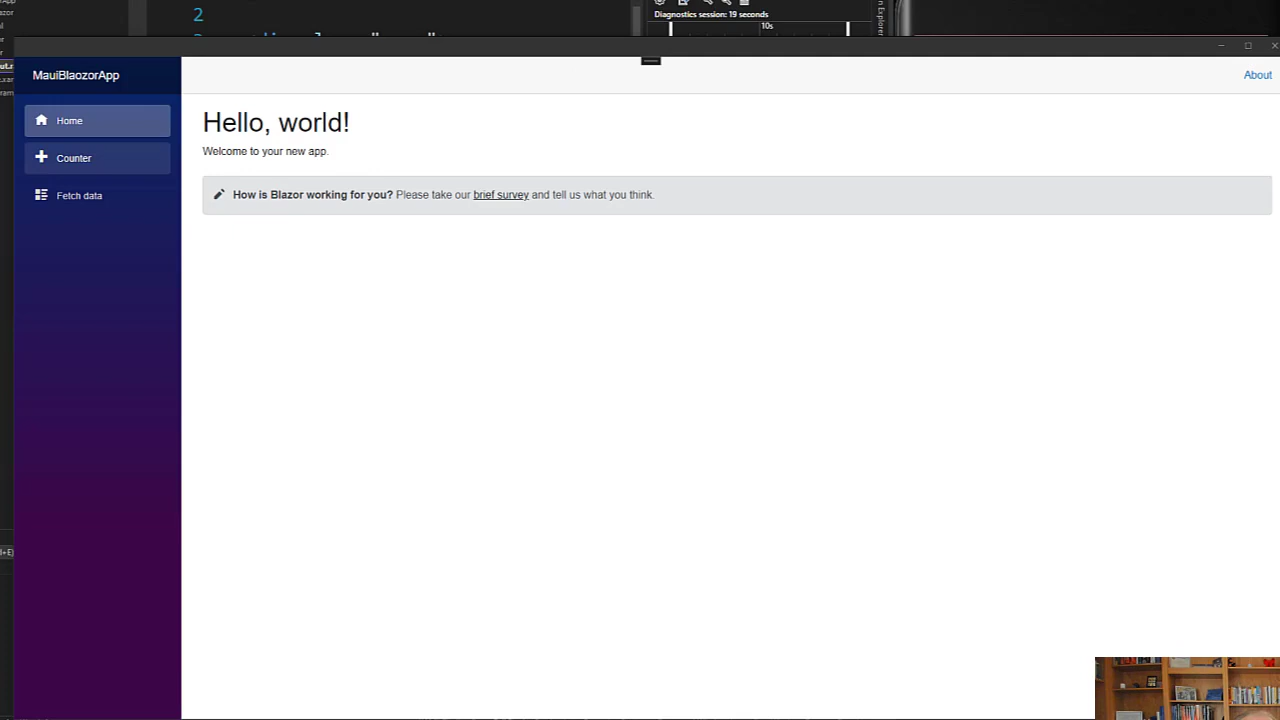 2
Diagnostics session: 19 seconds
10s
MauiBlaozorApp
About
Home
Hello, world!
Welcome to your new app.
Counter
How is Blazor working for you? Please take our brief survey and tell us what you think.
Fetch data